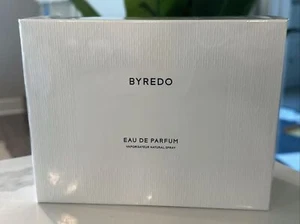 BYREDO
EAU DE PARFUM
VAPORISATEUR NATURAL SPRAY